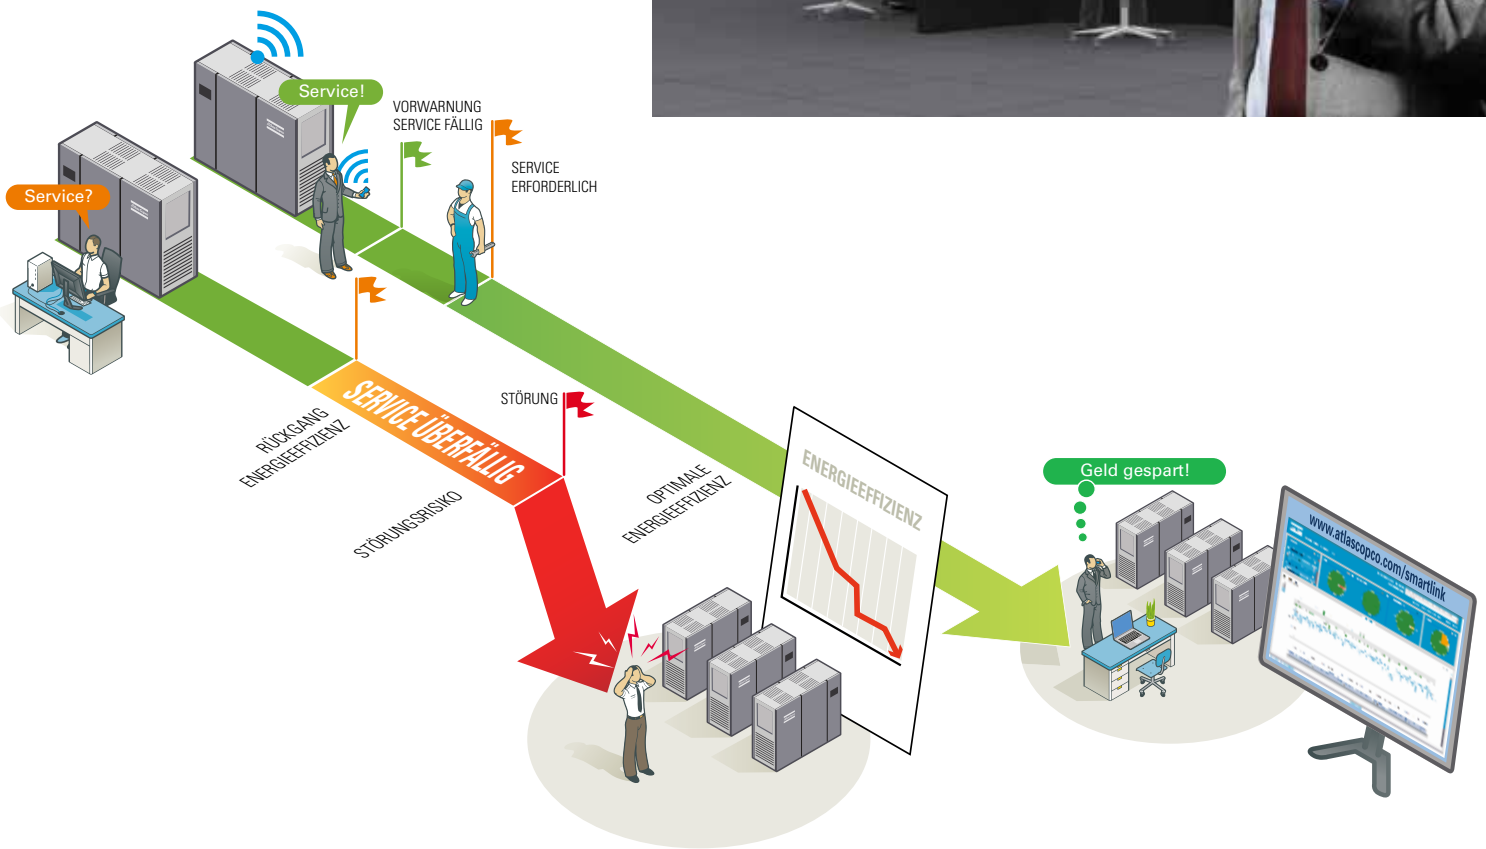 Service!
VORWARNUNG
SERVICE FÄLLIG
SERVICE
ERFORDERLICH
Service?
SERVICE ÜBERFÄLLIG
STÖRUNG
RÜCKGANG
ENERGIEEFFIZIENZ
STÖRUNGSRISIKO
OPTIMALE
ENERGIEEFFIZIENZ
ENERGIEEFFIZIENZ
Geld gespart!
www.atlascopco.com/smartlink